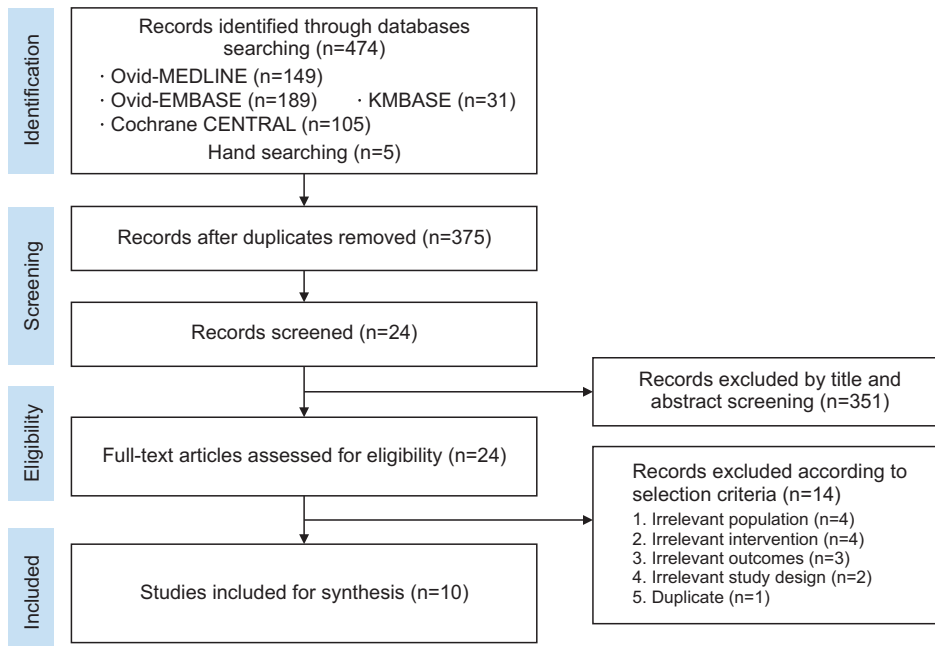 Identification
Records identified through databases
searching (n=474)
· Ovid-MEDLINE (n=149)
· Ovid-EMBASE (n=189) · KMBASE (n=31)
· Cochrane CENTRAL (n=105)
Hand searching (n=5)
Screening
Records after duplicates removed (n=375)
Records screened (n=24)
Records excluded by title and
abstract screening (n=351)
Eligibility
Full-text articles assessed for eligibility (n=24)
Records excluded according to
selection criteria (n=14)
1. Irrelevant population (n=4)
2. Irrelevant intervention (n=4)
3. Irrelevant outcomes (n=3)
4. Irrelevant study design (n=2)
5. Duplicate (n=1)
Included
Studies included for synthesis (n=10)